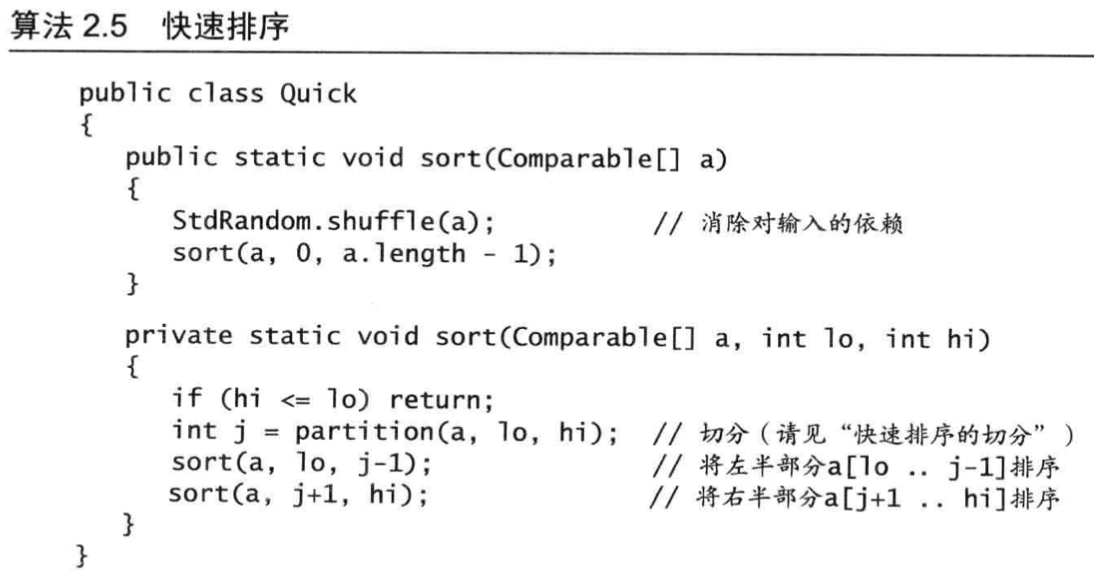 算法 2.5 快速排序
public class Quick
{
public static void sort(Comparable[] a)
{
StdRandom.shuffle(a); // 消除对输入的依赖
sort(a, 0, a.length - 1);
}
private static void sort(Comparable[] a, int lo, int hi)
{
if (hi <= lo) return;
int j = partition(a, lo, hi); // 切分（请见“快速排序的切分”）
sort(a, lo, j-1); // 将左半部分a[lo .. j-1]排序
sort(a, j+1, hi); // 将右半部分a[j+1 .. hi]排序
}
}